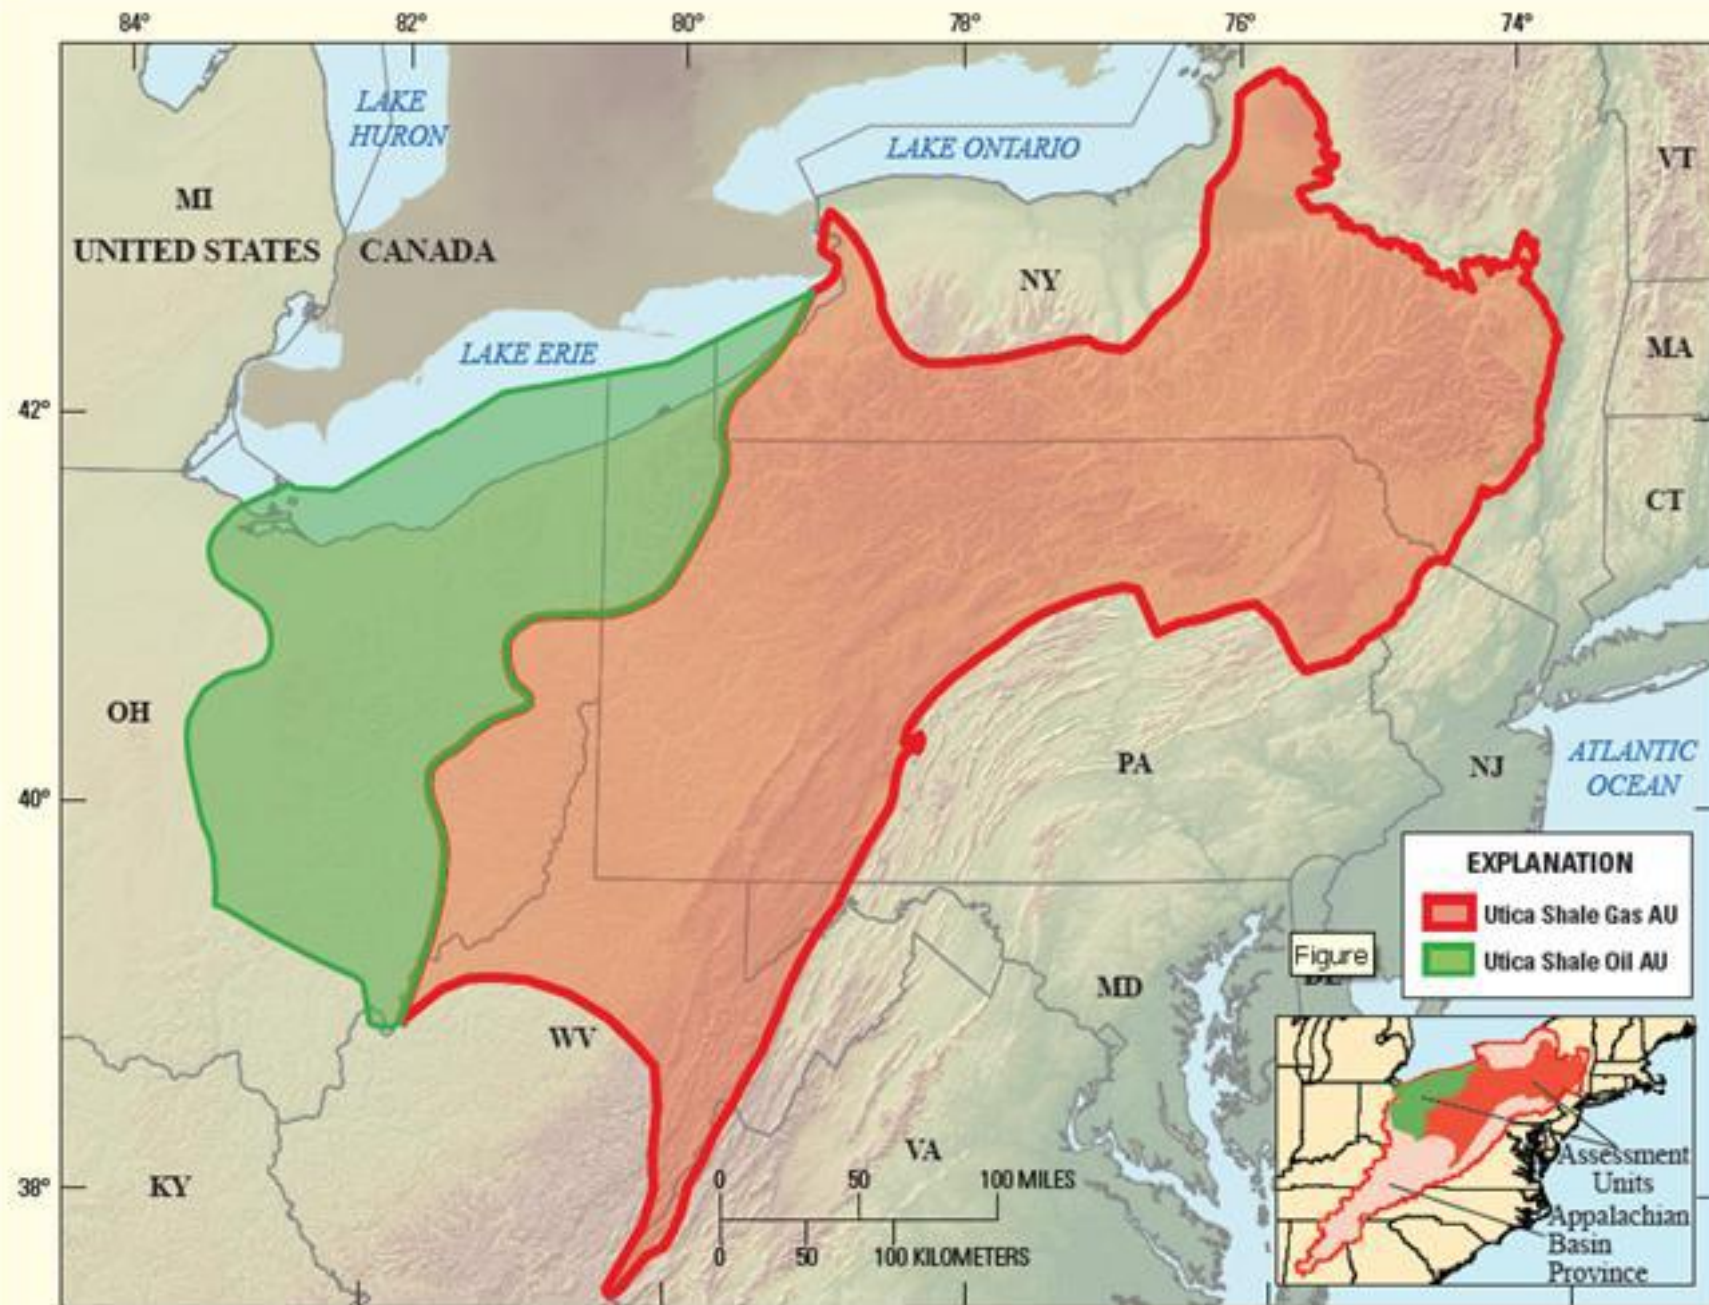 84°
82°
80°
78°
76°
74°
LAKE
HURON
LAKE ONTARIO
VT
MI
UNITED STATES
CANADA
NY
LAKE ERIE
MA
42°
CT
OH
PA
NJ
ATLANTIC
OCEAN
40°
EXPLANATION
Utica Shale Gas AU
Utica Shale Oil AU
Figure
MD
DE
WV
VA
KY
38°
0
50
100 MILES
0
50
100 KILOMETERS
Assessment
Units
Appalachian
Basin
Province